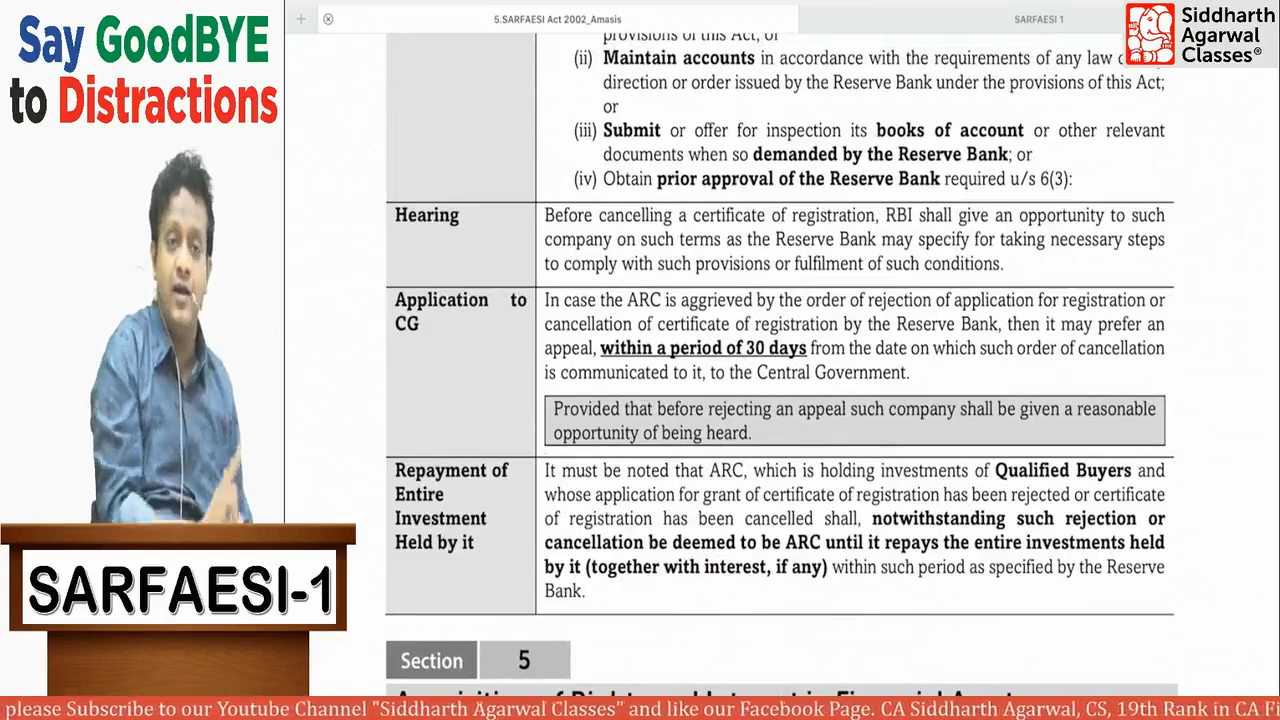 Say GoodBYE
to Distractions
5.SARFAESI Act 2002_Amasis
SARFAESI 1
Siddharth
Agarwal
Classes®
provisions of this Act; or
(ii) Maintain accounts in accordance with the requirements of any law
direction or order issued by the Reserve Bank under the provisions of this Act;
or
(iii) Submit or offer for inspection its books of account or other relevant
documents when so demanded by the Reserve Bank; or
(iv) Obtain prior approval of the Reserve Bank required u/s 6(3):
Hearing
Before cancelling a certificate of registration, RBI shall give an opportunity to such
company on such terms as the Reserve Bank may specify for taking necessary steps
to comply with such provisions or fulfilment of such conditions.
Application to
CG
In case the ARC is aggrieved by the order of rejection of application for registration or
cancellation of certificate of registration by the Reserve Bank, then it may prefer an
appeal, within a period of 30 days from the date on which such order of cancellation
is communicated to it, to the Central Government.
Provided that before rejecting an appeal such company shall be given a reasonable
opportunity of being heard.
Repayment of
Entire
Investment
Held by it
It must be noted that ARC, which is holding investments of Qualified Buyers and
whose application for grant of certificate of registration has been rejected or certificate
of registration has been cancelled shall, notwithstanding such rejection or
cancellation be deemed to be ARC until it repays the entire investments held
by it (together with interest, if any) within such period as specified by the Reserve
Bank.
Section 5
SARFAESI-1
please Subscribe to our Youtube Channel "Siddharth Agarwal Classes" and like our Facebook Page. CA Siddharth Agarwal, CS, 19th Rank in CA